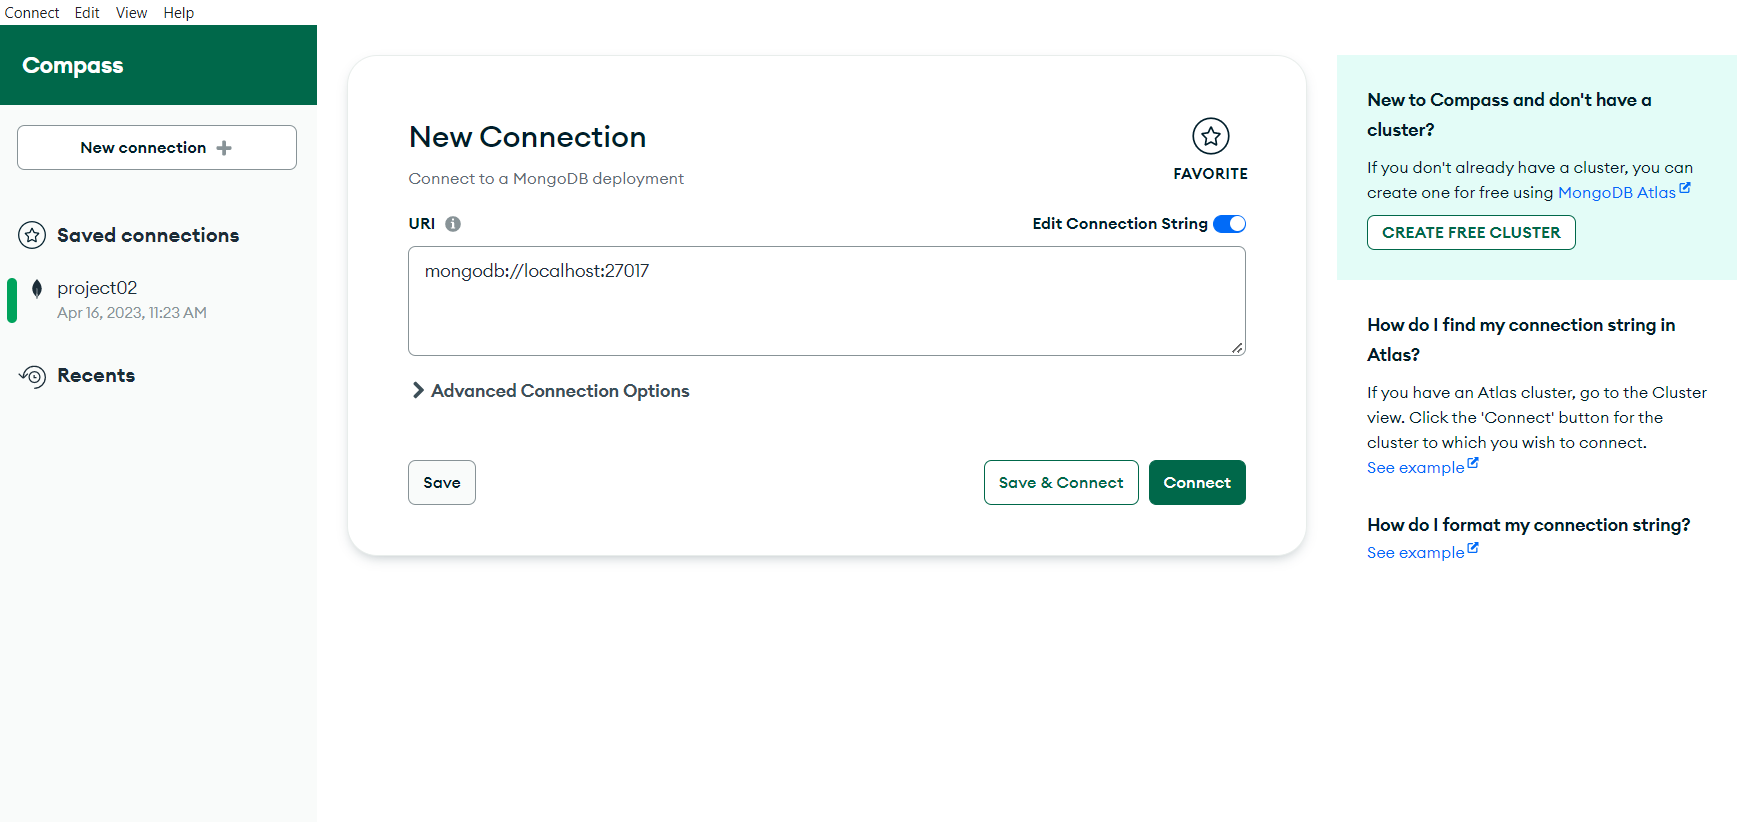 Connect Edit View Help
Compass
New connection
Saved connections
project02
Apr 16, 2023, 11:23 AM
Recents
New Connection
Connect to a MongoDB deployment
FAVORITE
URI
Edit Connection String
mongodb://localhost:27017
Advanced Connection Options
Save
Save & Connect
Connect
New to Compass and don't have a
cluster?
If you don't already have a cluster, you can
create one for free using MongoDB Atlas
CREATE FREE CLUSTER
How do I find my connection string in
Atlas?
If you have an Atlas cluster, go to the Cluster
view. Click the 'Connect' button for the
cluster to which you wish to connect.
See example
How do I format my connection string?
See example